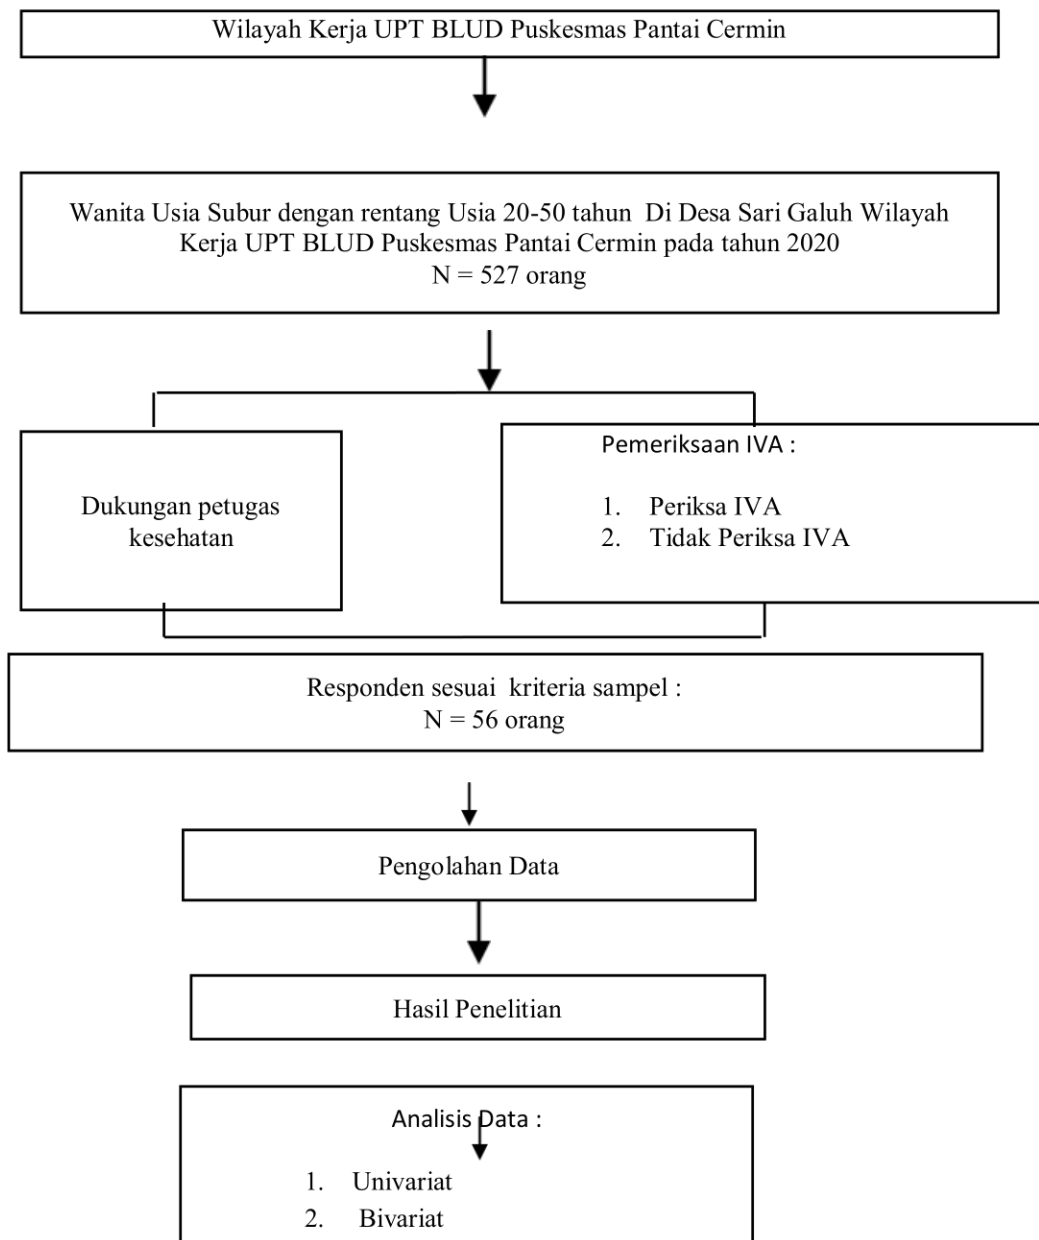 Wilayah Kerja UPT BLUD Puskesmas Pantai Cermin
Wanita Usia Subur dengan rentang Usia 20-50 tahun Di Desa Sari Galuh Wilayah
Kerja UPT BLUD Puskesmas Pantai Cermin pada tahun 2020
N = 527 orang
Dukungan petugas
kesehatan
Pemeriksaan IVA :
1. Periksa IVA
2. Tidak Periksa IVA
Responden sesuai kriteria sampel :
N = 56 orang
Pengolahan Data
Hasil Penelitian
Analisis Data :
1. Univariat
2. Bivariat